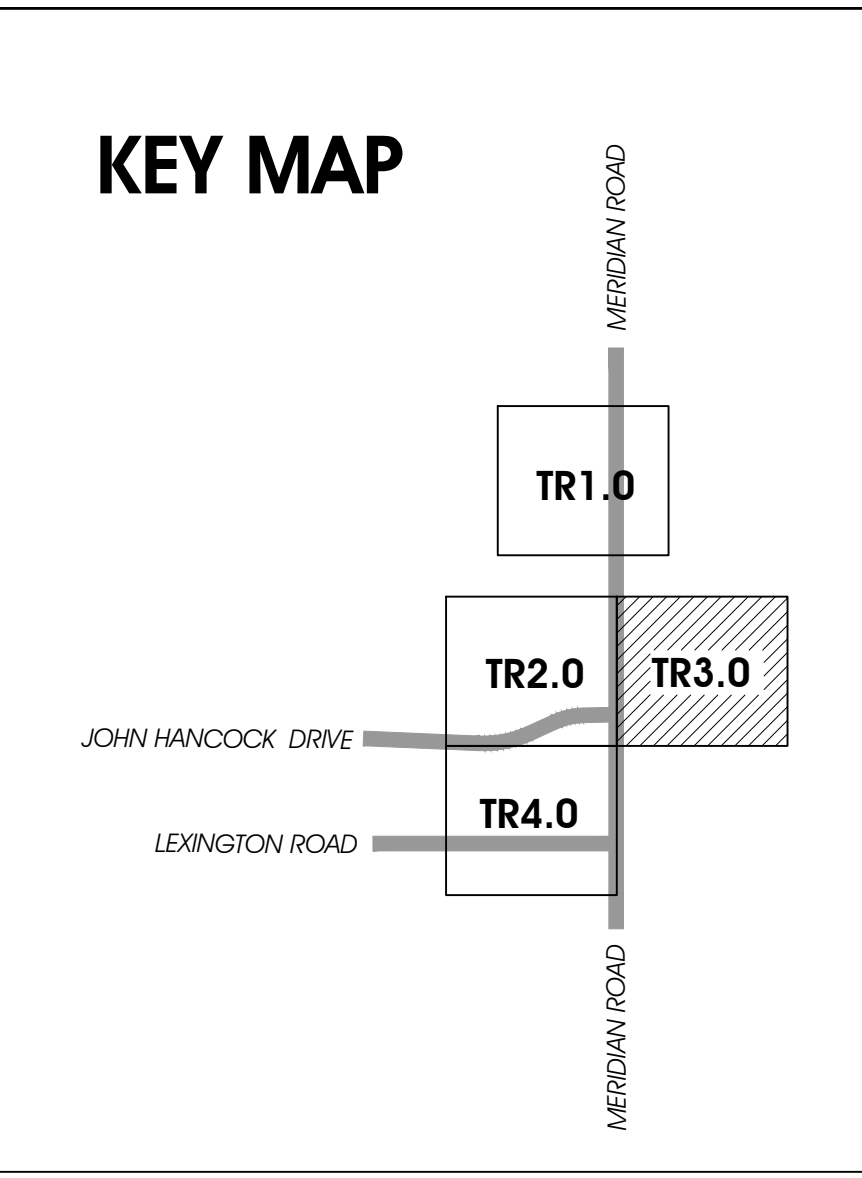 KEY MAP
MERIDIAN ROAD
TR1.0
TR2.0
TR3.0
JOHN HANCOCK DRIVE
TR4.0
LEXINGTON ROAD
MERIDIAN ROAD